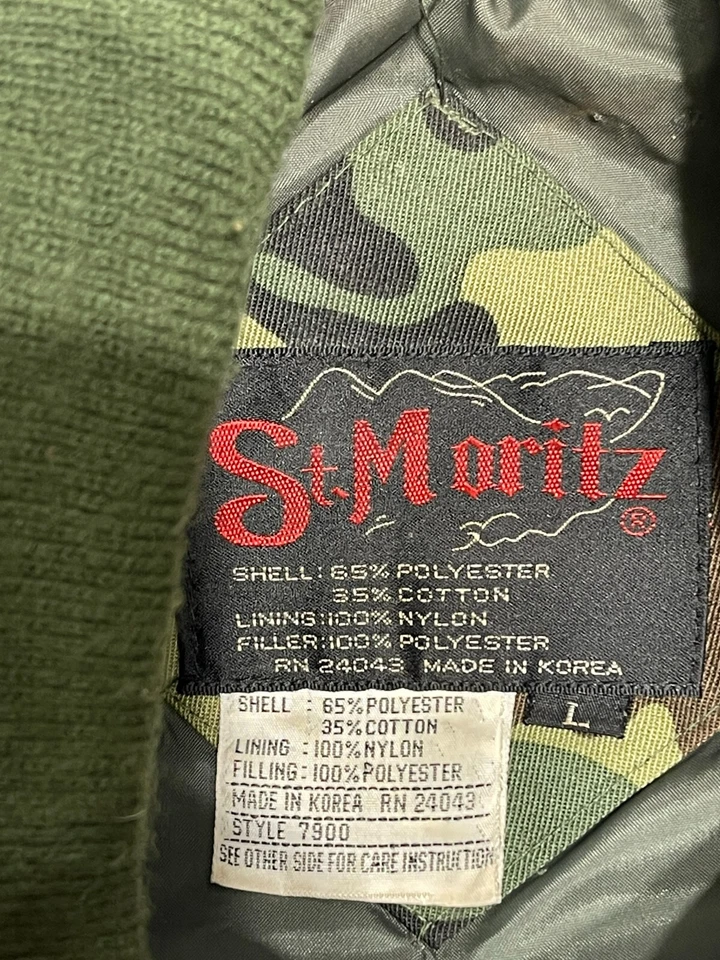 St. Moritz ®
SHELL: 65% POLYESTER
35% COTTON
LINING: 100% NYLON
FILLER: 100% POLYESTER
RN 24043 MADE IN KOREA
L
SHELL : 65% POLYESTER
35% COTTON
LINING : 100% NYLON
FILLING : 100% POLYESTER
MADE IN KOREA RN 24043
STYLE 7900
SEE OTHER SIDE FOR CARE INSTRUCTION